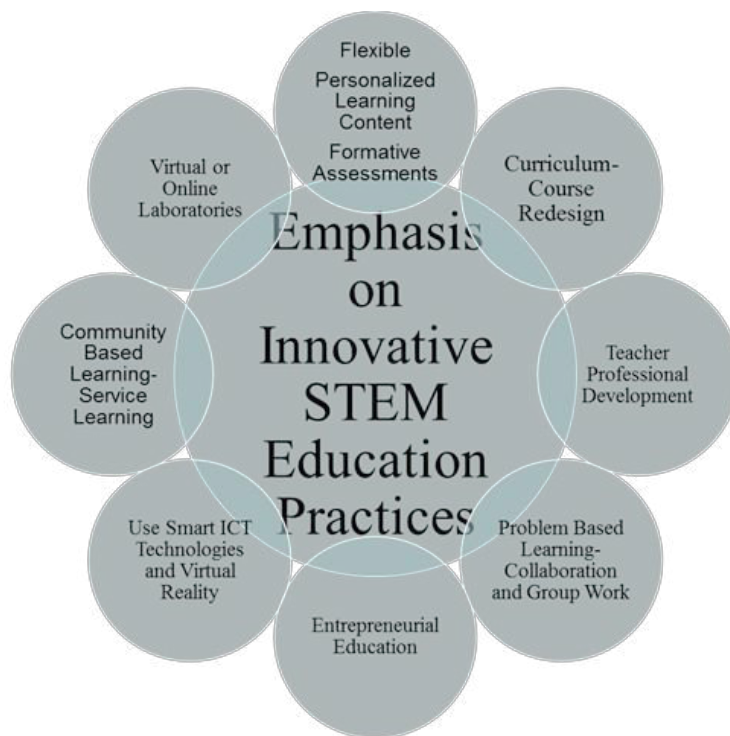 Flexible
Personalized
Learning
Content
Formative
Assessments
Curriculum-
Course
Redesign
Teacher
Professional
Development
Problem Based
Learning-
Collaboration
and Group Work
Entrepreneurial
Education
Use Smart ICT
Technologies
and Virtual
Reality
Community
Based
Learning-
Service
Learning
Virtual or
Online
Laboratories
Emphasis
on
Innovative
STEM
Education
Practices